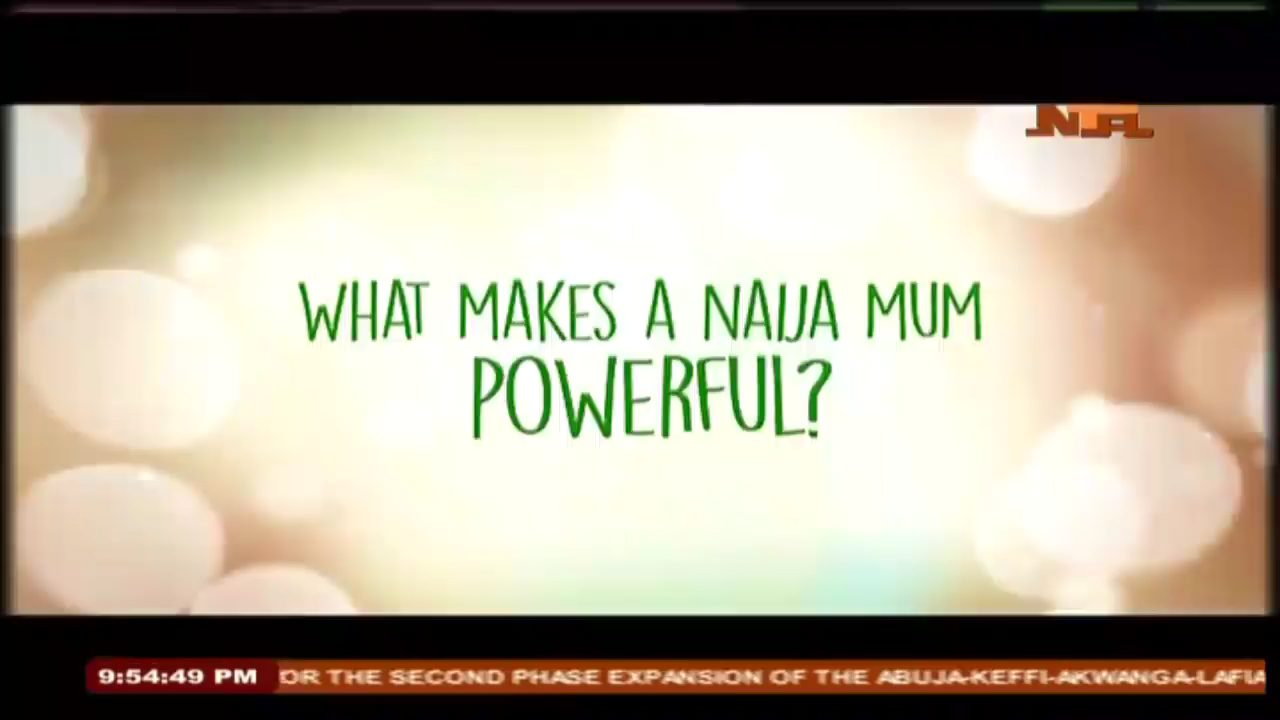 NTA
WHAT MAKES A NAIJA MUM
POWERFUL?
9:54:49 PM
OR THE SECOND PHASE EXPANSION OF THE ABUJA-KEFFI-AKWANGA-LAFIA